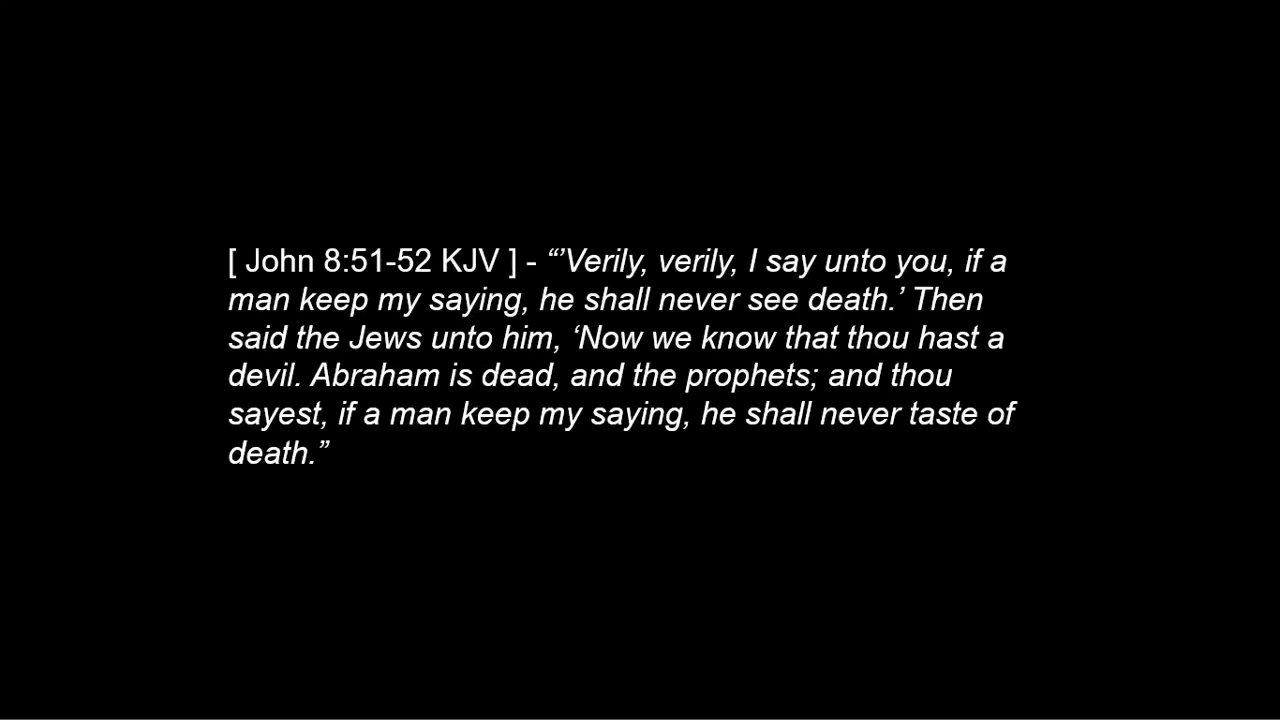 [ John 8:51-52 KJV ] - “’Verily, verily, I say unto you, if a
man keep my saying, he shall never see death.’ Then
said the Jews unto him, ‘Now we know that thou hast a
devil. Abraham is dead, and the prophets; and thou
sayest, if a man keep my saying, he shall never taste of
death.”